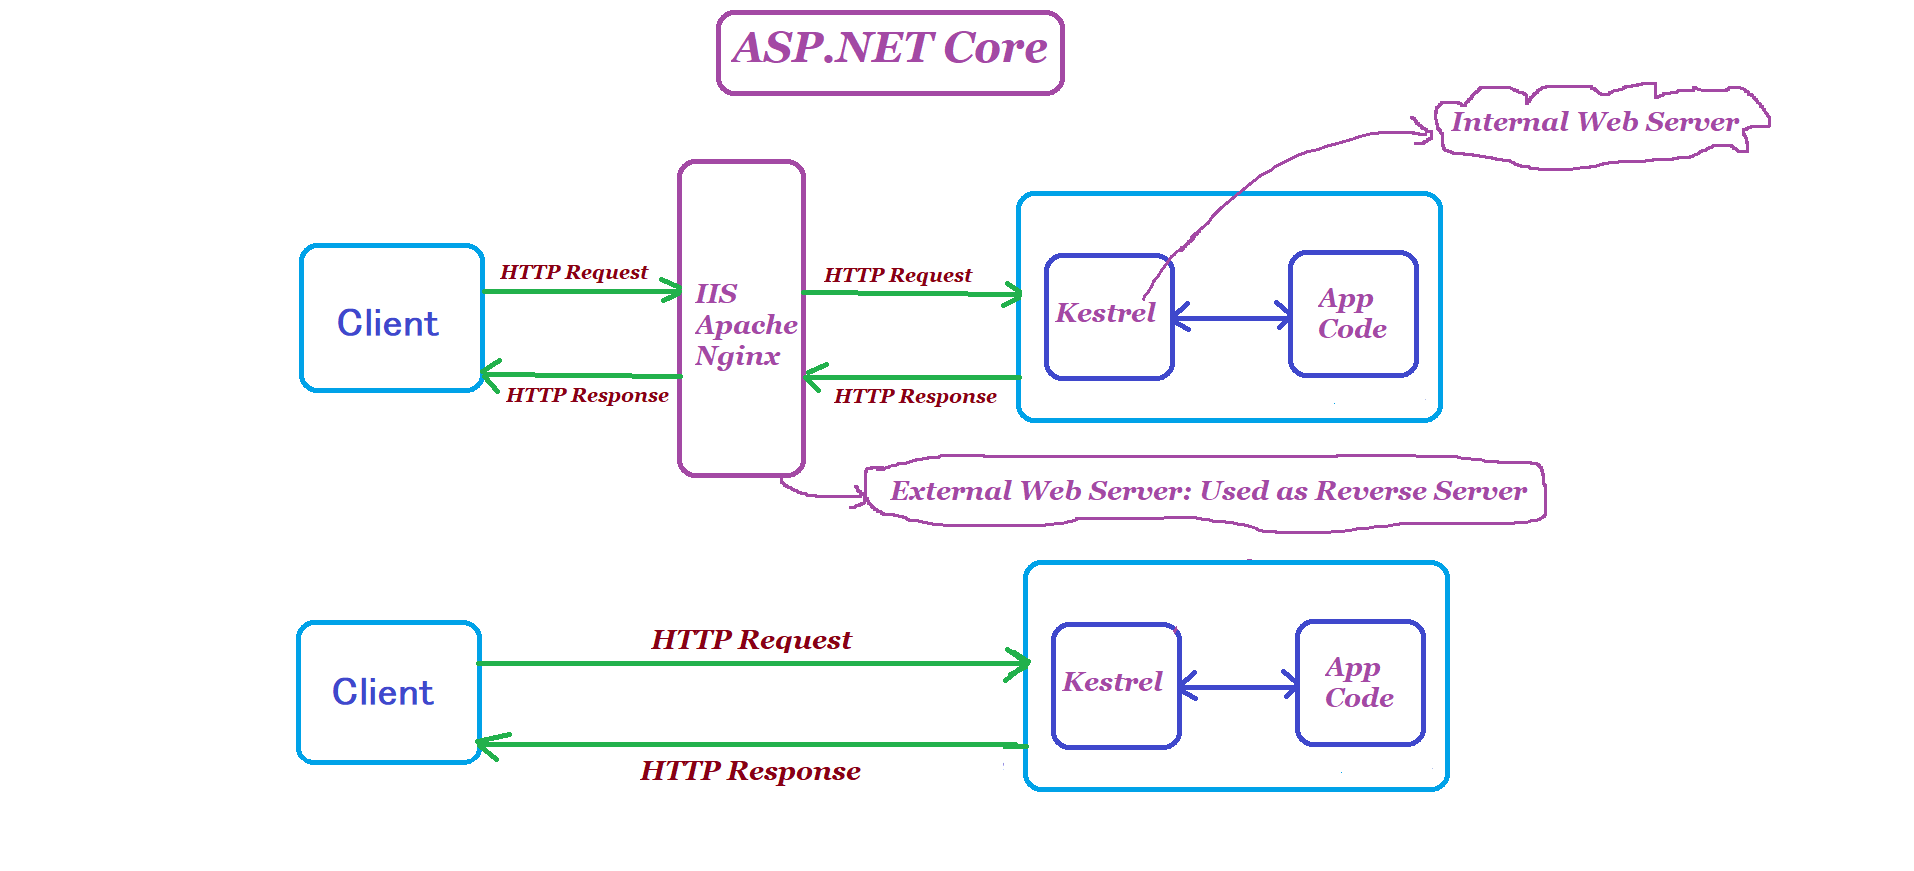 ASP.NET Core
Internal Web Server
Client
HTTP Request
HTTP Response
IIS
Apache
Nginx
HTTP Request
HTTP Response
Kestrel
App
Code
External Web Server: Used as Reverse Server
Client
HTTP Request
HTTP Response
Kestrel
App
Code